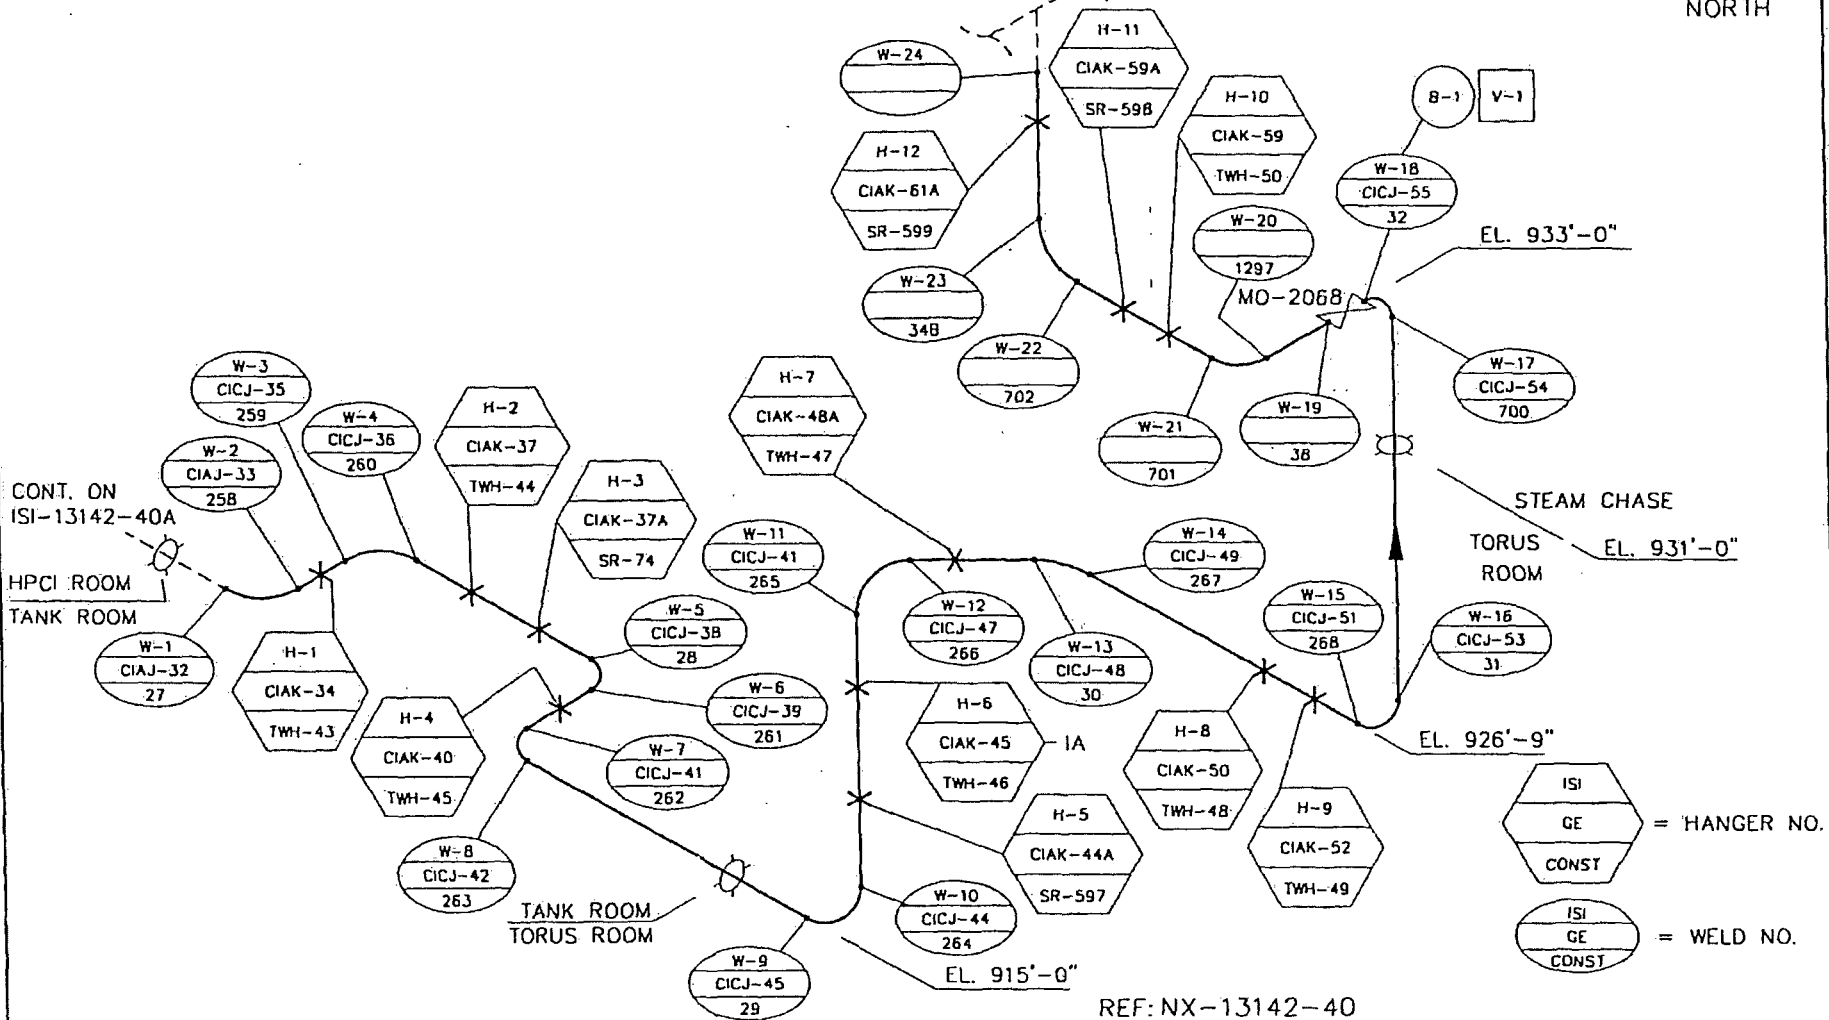 NORTH
W-24
H-11
CIAK-59A
SR-59B
H-10
CIAK-59
TWH-50
B-1
V-1
H-12
CIAK-61A
SR-599
W-18
CICJ-55
32
W-20
1297
EL. 933'-0"
W-23
34B
MO-2068
W-22
702
W-17
CICJ-54
700
W-21
701
W-19
38
W-3
CICJ-35
259
W-4
CICJ-36
260
H-2
CIAK-37
TWH-44
H-7
CIAK-48A
TWH-47
W-2
CIAJ-33
258
H-3
CIAK-37A
SR-74
CONT. ON
ISI-13142-40A
STEAM CHASE
TORUS
ROOM
EL. 931'-0"
W-11
CICJ-41
265
W-14
CICJ-49
267
HPCI ROOM
TANK ROOM
W-1
CIAJ-32
27
H-1
CIAK-34
TWH-43
W-5
CICJ-38
28
W-12
CICJ-47
266
W-13
CICJ-48
30
W-15
CICJ-51
268
W-16
CICJ-53
31
H-4
CIAK-40
TWH-45
W-6
CICJ-39
261
W-7
CICJ-41
262
H-6
CIAK-45
TWH-46
1A
H-8
CIAK-50
TWH-48
EL. 926'-9"
H-5
CIAK-44A
SR-597
H-9
CIAK-52
TWH-49
ISI
GE
CONST
= HANGER NO.
W-8
CICJ-42
263
TANK ROOM
TORUS ROOM
W-10
CICJ-44
264
ISI
GE
CONST
= WELD NO.
W-9
CICJ-45
29
EL. 915'-0"
REF: NX-13142-40